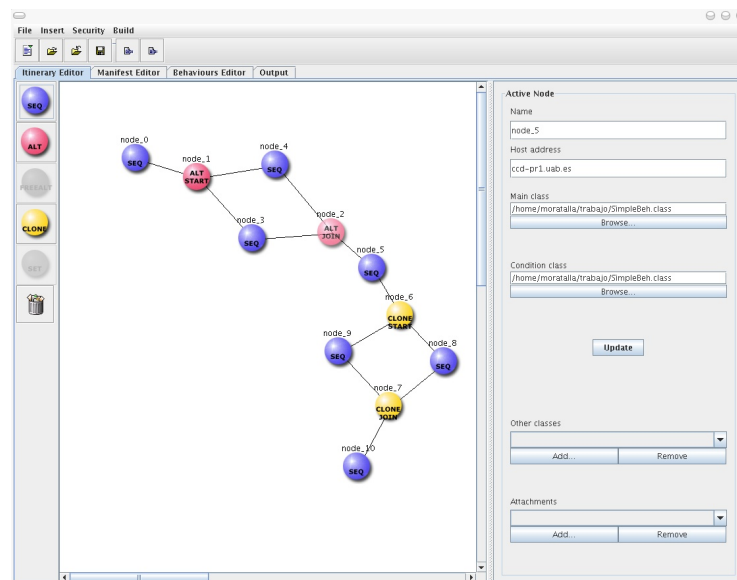 File Insert Security Build
Itinerary Editor Manifest Editor Behaviours Editor Output
SEQ
ALT
PREALT
CLONE
SET
node_0
SEQ
node_1
ALT
START
node_4
SEQ
node_3
SEQ
node_2
ALT
JOIN
node_5
SEQ
node_6
CLONE
START
node_9
SEQ
node_8
SEQ
node_7
CLONE
JOIN
node_10
SEQ
Active Node
Name
node_5
Host address
ccd-pr1.uab.es
Main class
/home/moratalla/trabajo/SimpleBeh.class
Browse...
Condition class
/home/moratalla/trabajo/SimpleBeh.class
Browse...
Update
Other classes
Add... Remove
Attachments
Add... Remove